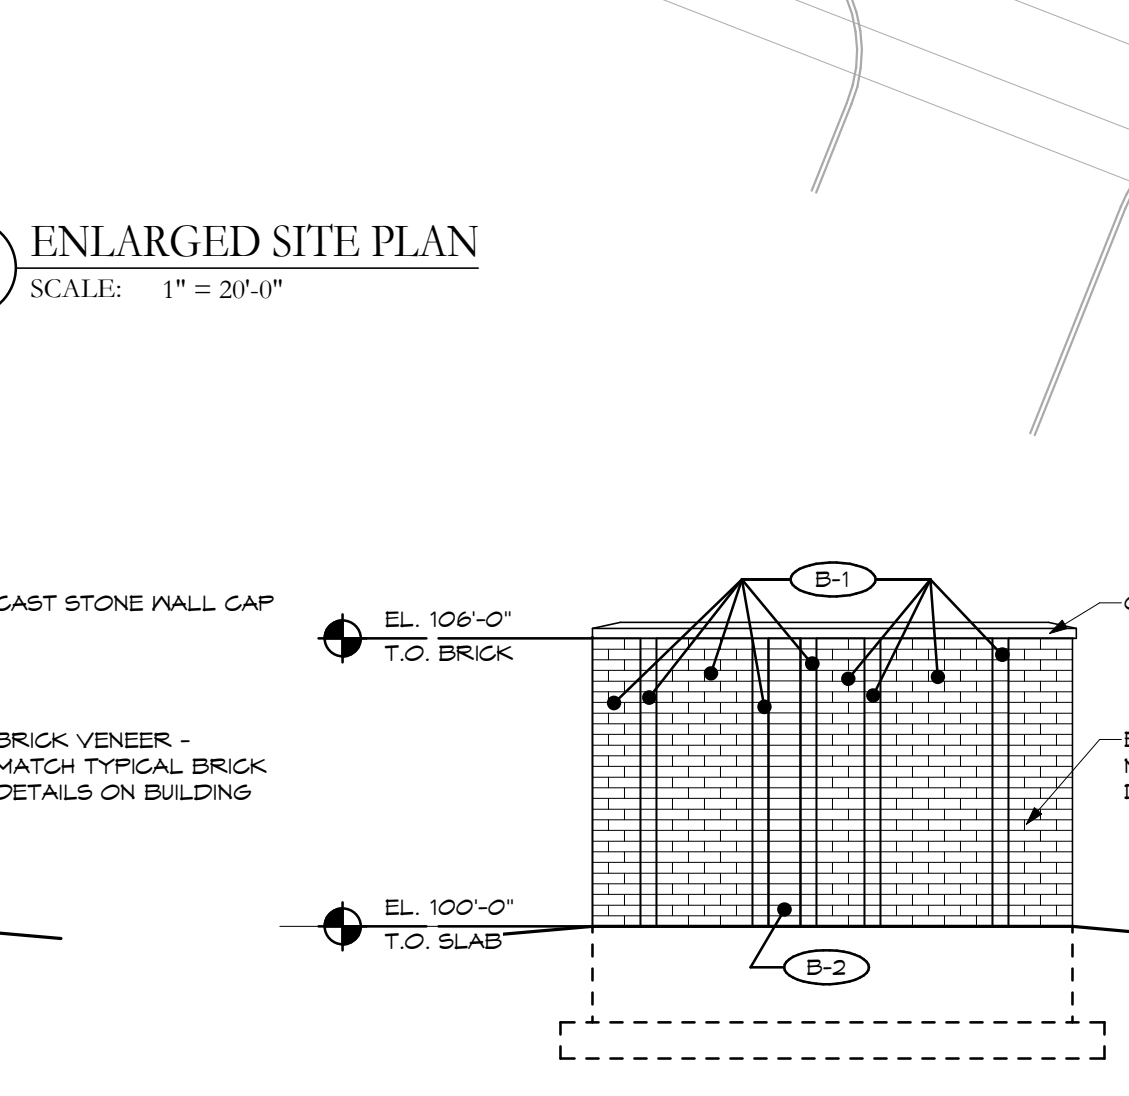 ENLARGED SITE PLAN
SCALE: 1" = 20'-0"
B-1
CAST STONE WALL CAP
EL. 106'-0"
T.O. BRICK
BRICK VENEER -
MATCH TYPICAL BRICK
DETAILS ON BUILDING
EL. 100'-0"
T.O. SLAB
B-2